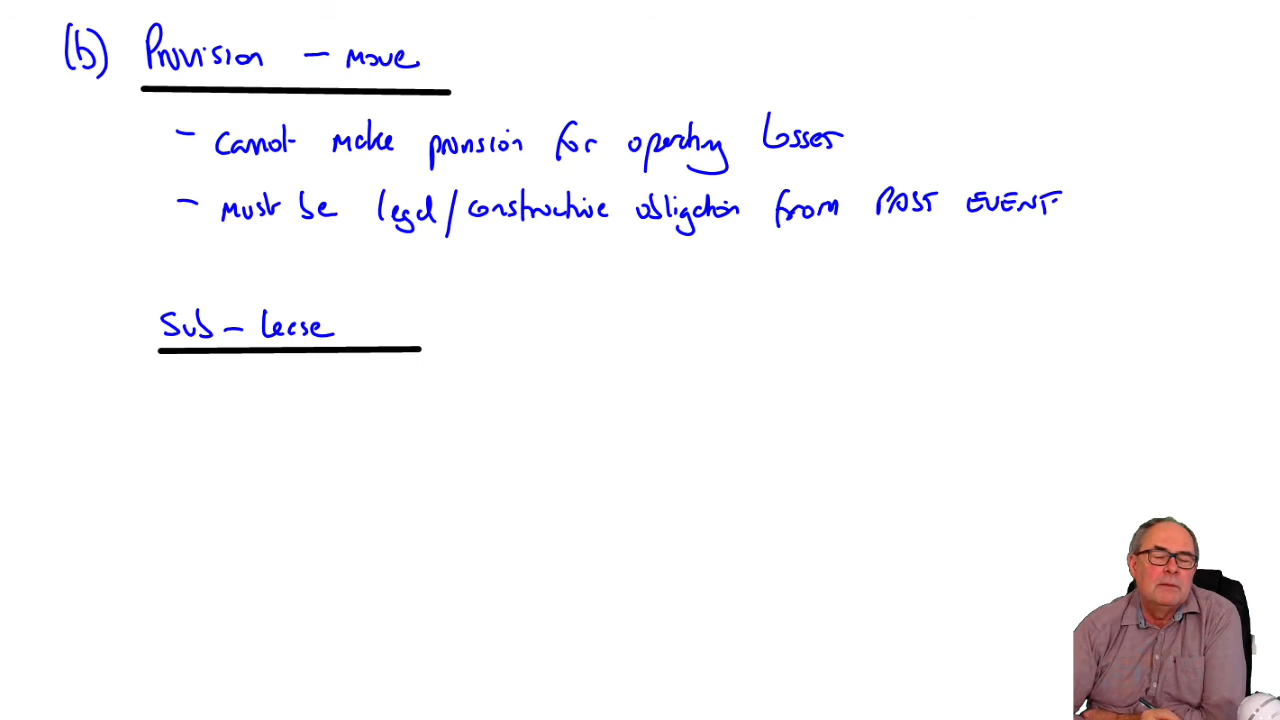 (b) Provision - move
- cannot make provision for operating losses
- must be legal/constructive obligation from PAST EVENT
Sub - lease